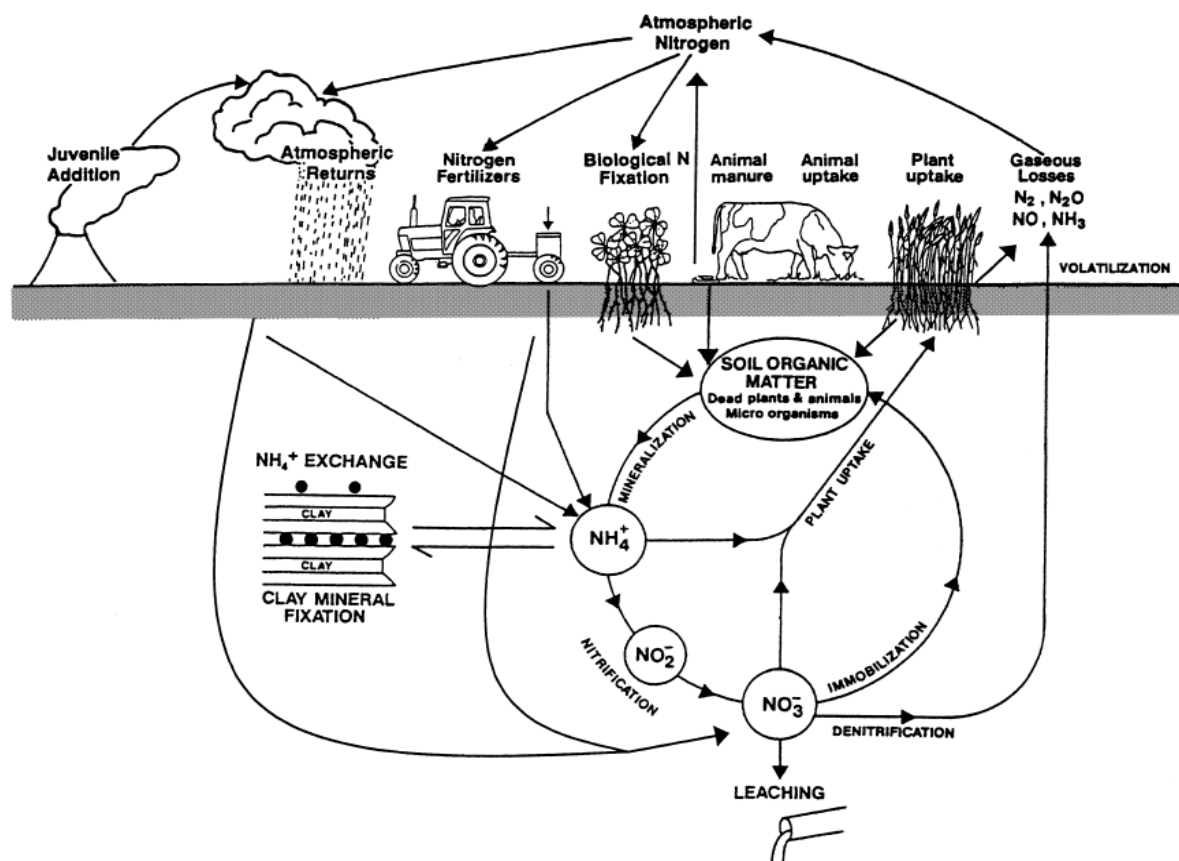 Atmospheric
Nitrogen
Juvenile
Addition
Atmospheric
Returns
Nitrogen
Fertilizers
Biological N
Fixation
Animal
manure
Animal
uptake
Plant
uptake
Gaseous
Losses
N₂ , N₂O
NO , NH₃
VOLATILIZATION
SOIL ORGANIC
MATTER
Dead plants & animals
Micro organisms
MINERALIZATION
PLANT UPTAKE
NH₄⁺ EXCHANGE
CLAY
CLAY
CLAY MINERAL
FIXATION
NH₄⁺
NO₂⁻
NITRIFICATION
NO₃⁻
IMMOBILIZATION
DENITRIFICATION
LEACHING